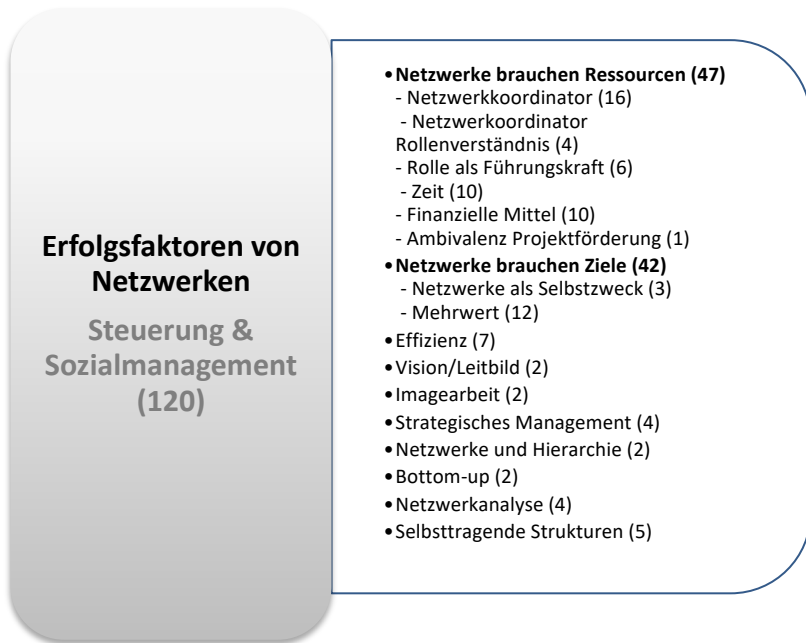 Erfolgsfaktoren von
Netzwerken
Steuerung &
Sozialmanagement
(120)
•Netzwerke brauchen Ressourcen (47)
- Netzwerkkoordinator (16)
- Netzwerkoordinator
Rollenverständnis (4)
- Rolle als Führungskraft (6)
- Zeit (10)
- Finanzielle Mittel (10)
- Ambivalenz Projektförderung (1)
•Netzwerke brauchen Ziele (42)
- Netzwerke als Selbstzweck (3)
- Mehrwert (12)
•Effizienz (7)
•Vision/Leitbild (2)
•Imagearbeit (2)
•Strategisches Management (4)
•Netzwerke und Hierarchie (2)
•Bottom-up (2)
•Netzwerkanalyse (4)
•Selbsttragende Strukturen (5)